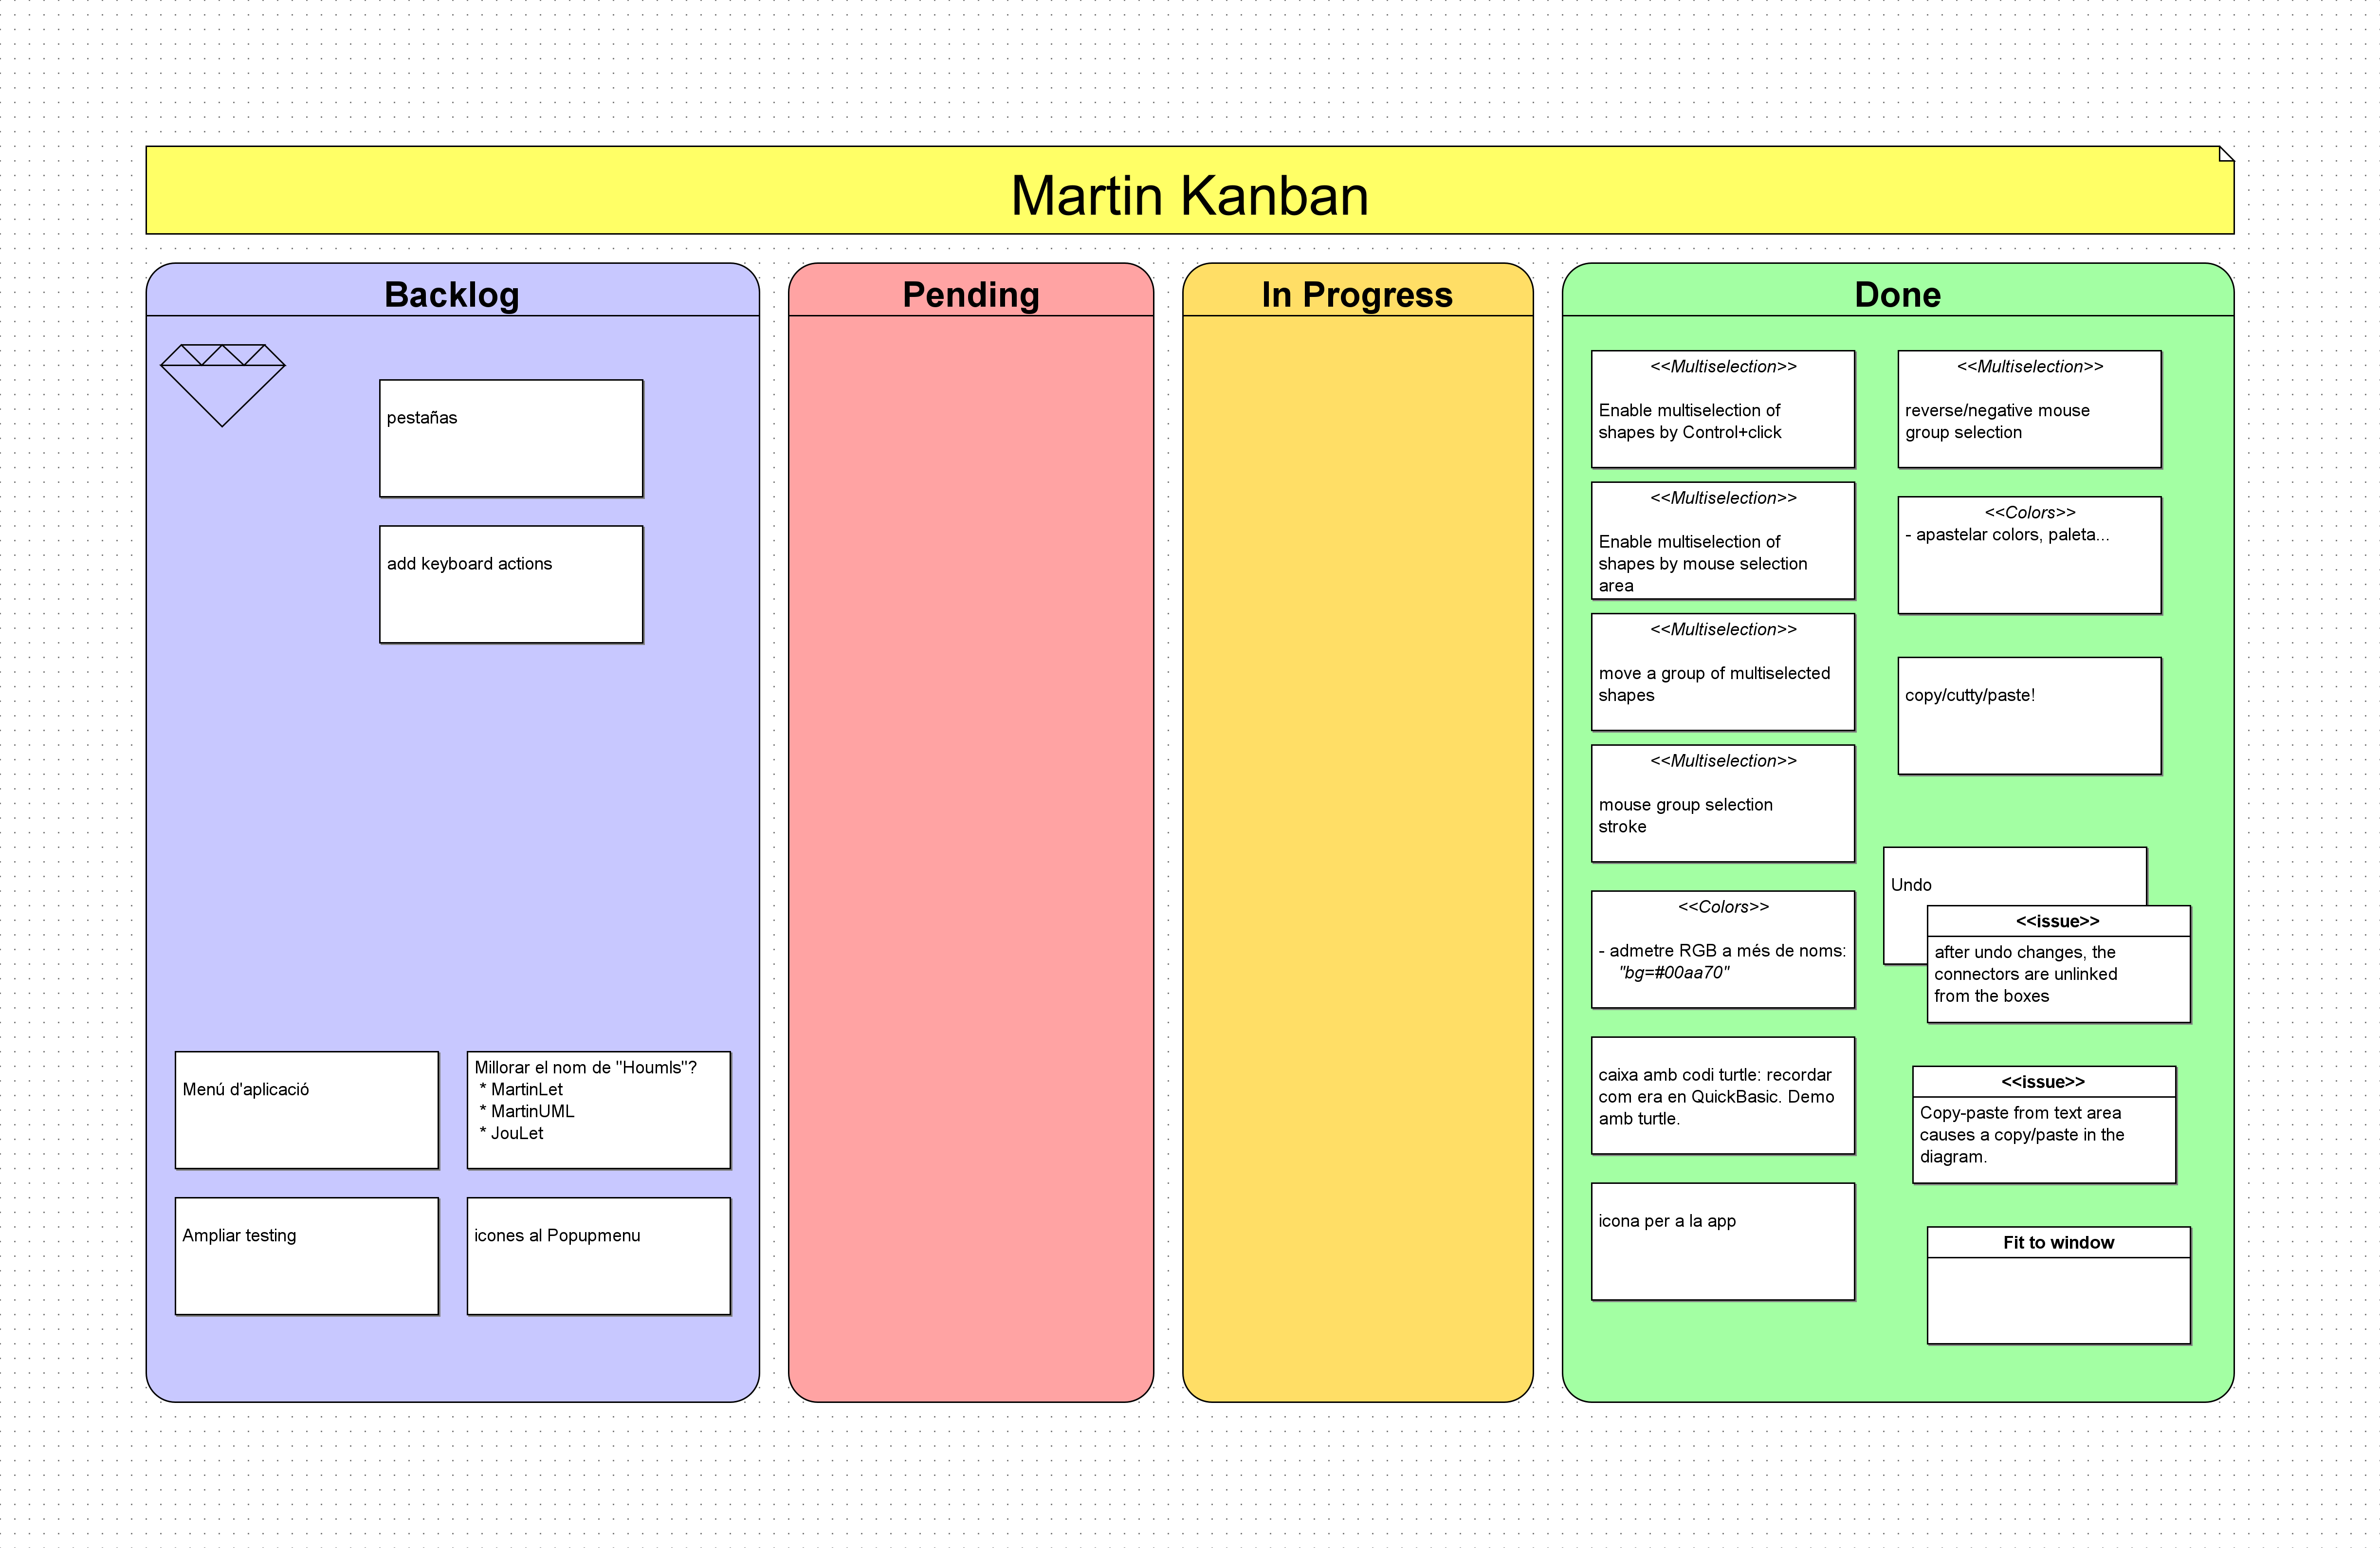 Martin Kanban
Backlog
pestañas
add keyboard actions
Menú d'aplicació
Millorar el nom de "Houmls"?
* MartinLet
* MartinUML
* JouLet
Ampliar testing
icones al Popupmenu
Pending
In Progress
Done
<<Multiselection>>
Enable multiselection of
shapes by Control+click
<<Multiselection>>
Enable multiselection of
shapes by mouse selection
area
<<Multiselection>>
move a group of multiselected
shapes
<<Multiselection>>
mouse group selection
stroke
<<Colors>>
- admetre RGB a més de noms:
"bg=#00aa70"
caixa amb codi turtle: recordar
com era en QuickBasic. Demo
amb turtle.
icona per a la app
<<Multiselection>>
reverse/negative mouse
group selection
<<Colors>>
- apastelar colors, paleta...
copy/cutty/paste!
Undo
<<issue>>
after undo changes, the
connectors are unlinked
from the boxes
<<issue>>
Copy-paste from text area
causes a copy/paste in the
diagram.
Fit to window